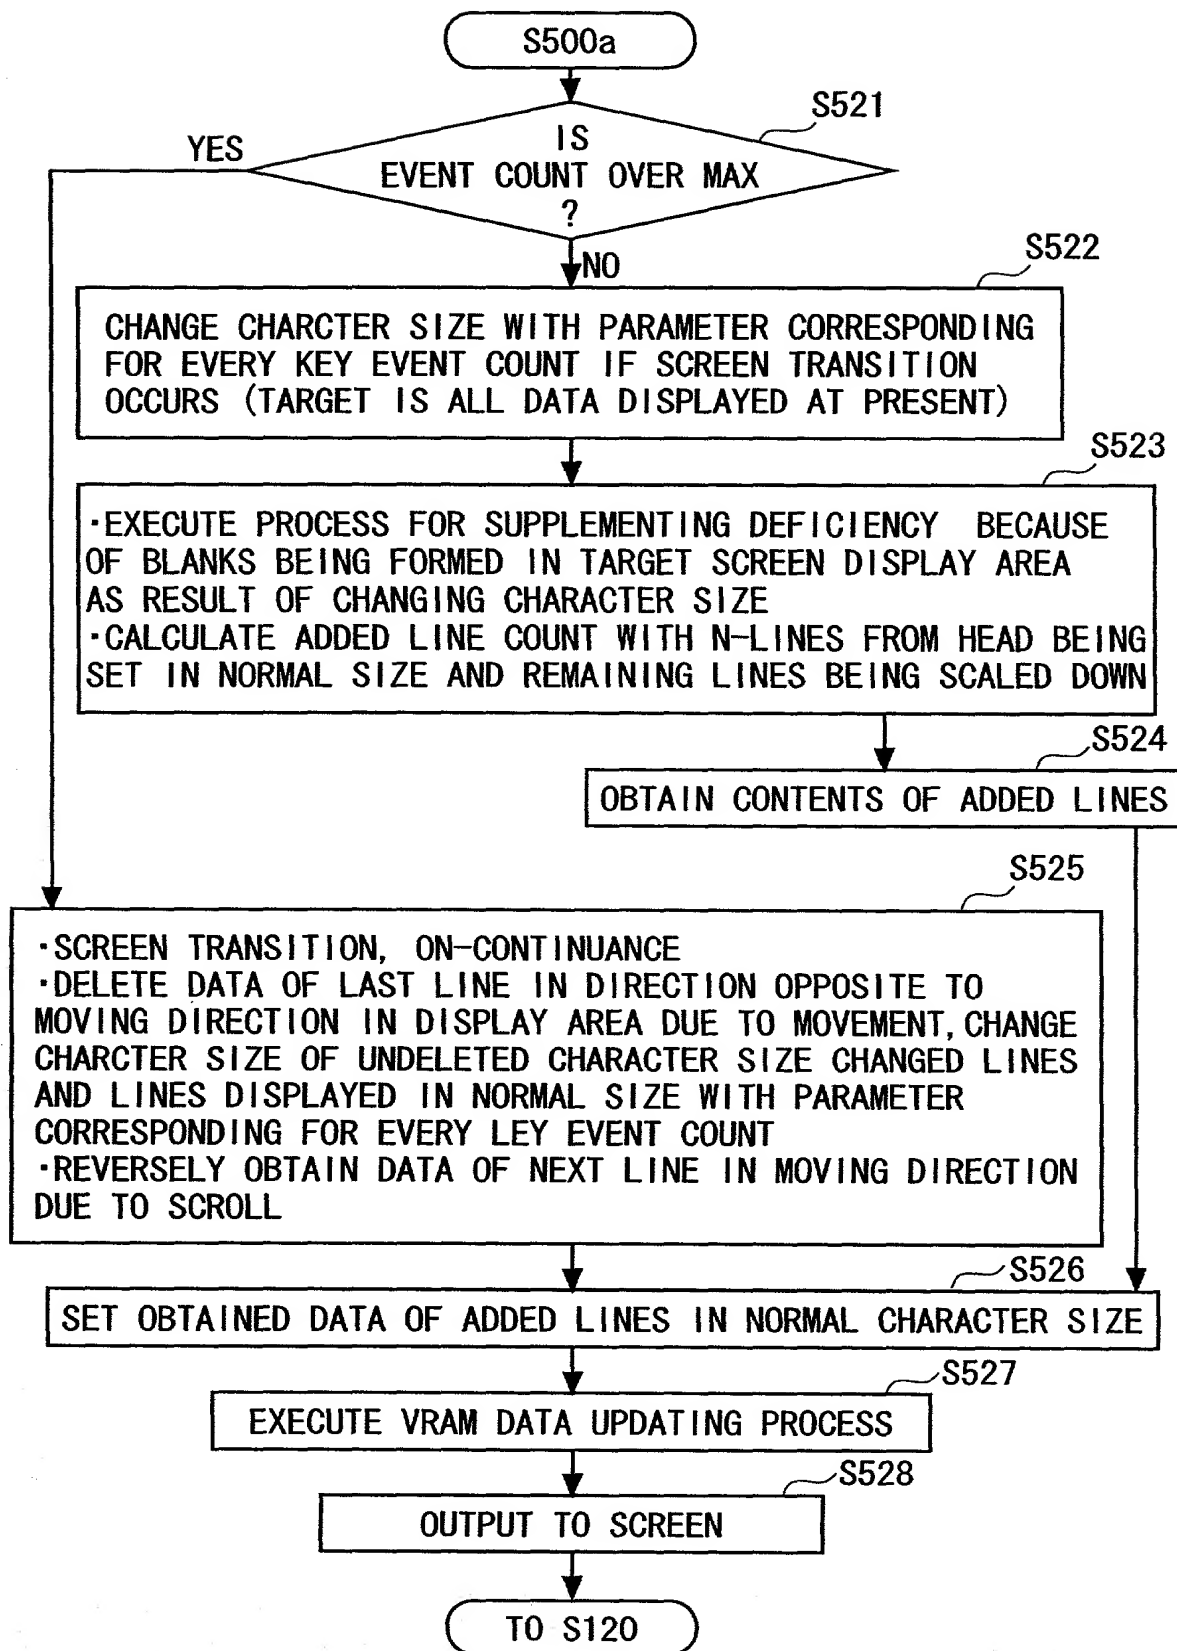 S500a
S521
YES
IS
EVENT COUNT OVER MAX
?
NO
S522
CHANGE CHARCTER SIZE WITH PARAMETER CORRESPONDING
FOR EVERY KEY EVENT COUNT IF SCREEN TRANSITION
OCCURS (TARGET IS ALL DATA DISPLAYED AT PRESENT)
S523
·EXECUTE PROCESS FOR SUPPLEMENTING DEFICIENCY BECAUSE
OF BLANKS BEING FORMED IN TARGET SCREEN DISPLAY AREA
AS RESULT OF CHANGING CHARACTER SIZE
·CALCULATE ADDED LINE COUNT WITH N-LINES FROM HEAD BEING
SET IN NORMAL SIZE AND REMAINING LINES BEING SCALED DOWN
S524
OBTAIN CONTENTS OF ADDED LINES
S525
·SCREEN TRANSITION, ON-CONTINUANCE
·DELETE DATA OF LAST LINE IN DIRECTION OPPOSITE TO
MOVING DIRECTION IN DISPLAY AREA DUE TO MOVEMENT, CHANGE
CHARCTER SIZE OF UNDELETED CHARACTER SIZE CHANGED LINES
AND LINES DISPLAYED IN NORMAL SIZE WITH PARAMETER
CORRESPONDING FOR EVERY LEY EVENT COUNT
·REVERSELY OBTAIN DATA OF NEXT LINE IN MOVING DIRECTION
DUE TO SCROLL
S526
SET OBTAINED DATA OF ADDED LINES IN NORMAL CHARACTER SIZE
S527
EXECUTE VRAM DATA UPDATING PROCESS
S528
OUTPUT TO SCREEN
TO S120